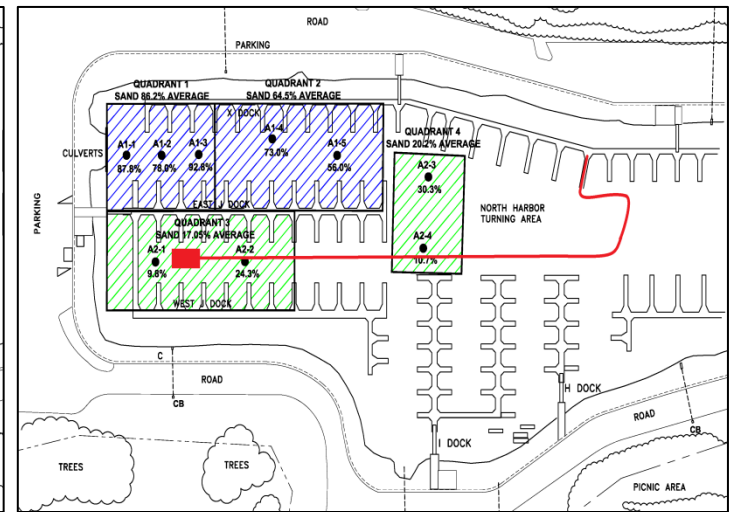 ROAD
PARKING
QUADRANT 1
SAND 86.2% AVERAGE
QUADRANT 2
SAND 64.5% AVERAGE
X DOCK
A1-1
87.8%
A1-2
78.0%
A1-3
92.8%
A1-4
73.0%
A1-5
56.0%
CULVERTS
QUADRANT 4
SAND 20.2% AVERAGE
A2-3
30.3%
A2-4
10.7%
EAST J DOCK
QUADRANT 3
SAND 17.05% AVERAGE
A2-1
9.8%
A2-2
24.3%
WEST J DOCK
NORTH HARBOR
TURNING AREA
PARKING
C
ROAD
CB
H DOCK
I DOCK
ROAD
CB
TREES
TREES
PICNIC AREA